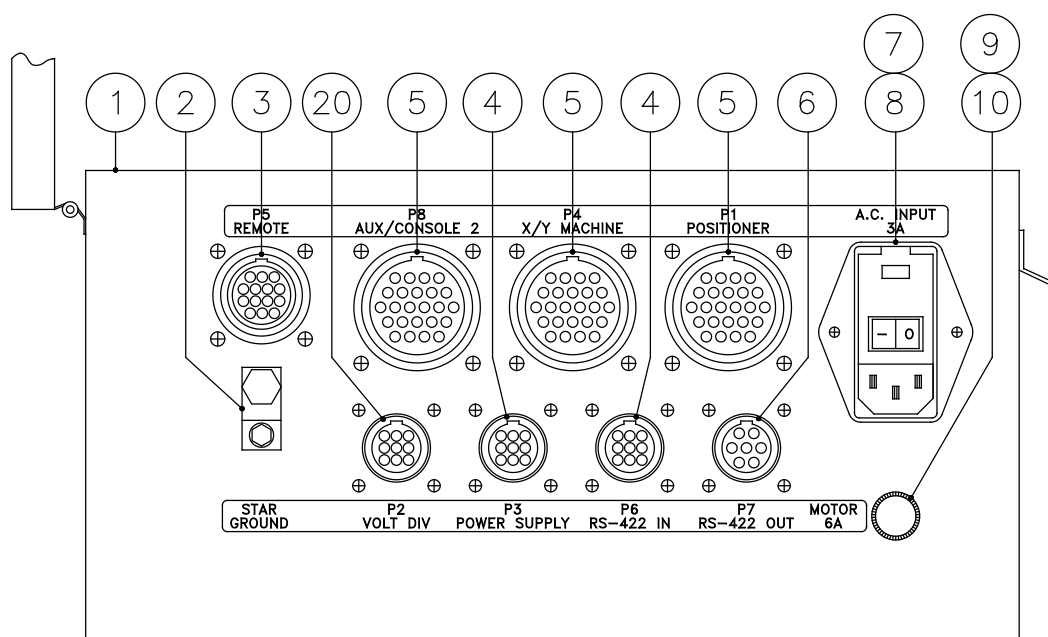 7 9
1 2 3 20 5 4 5 4 5 6 8 10
P5 P8 P4 P1 A.C. INPUT
REMOTE AUX/CONSOLE 2 X/Y MACHINE POSITIONER 3A
– 0
STAR P2 P3 P6 P7 MOTOR
GROUND VOLT DIV POWER SUPPLY RS-422 IN RS-422 OUT 6A